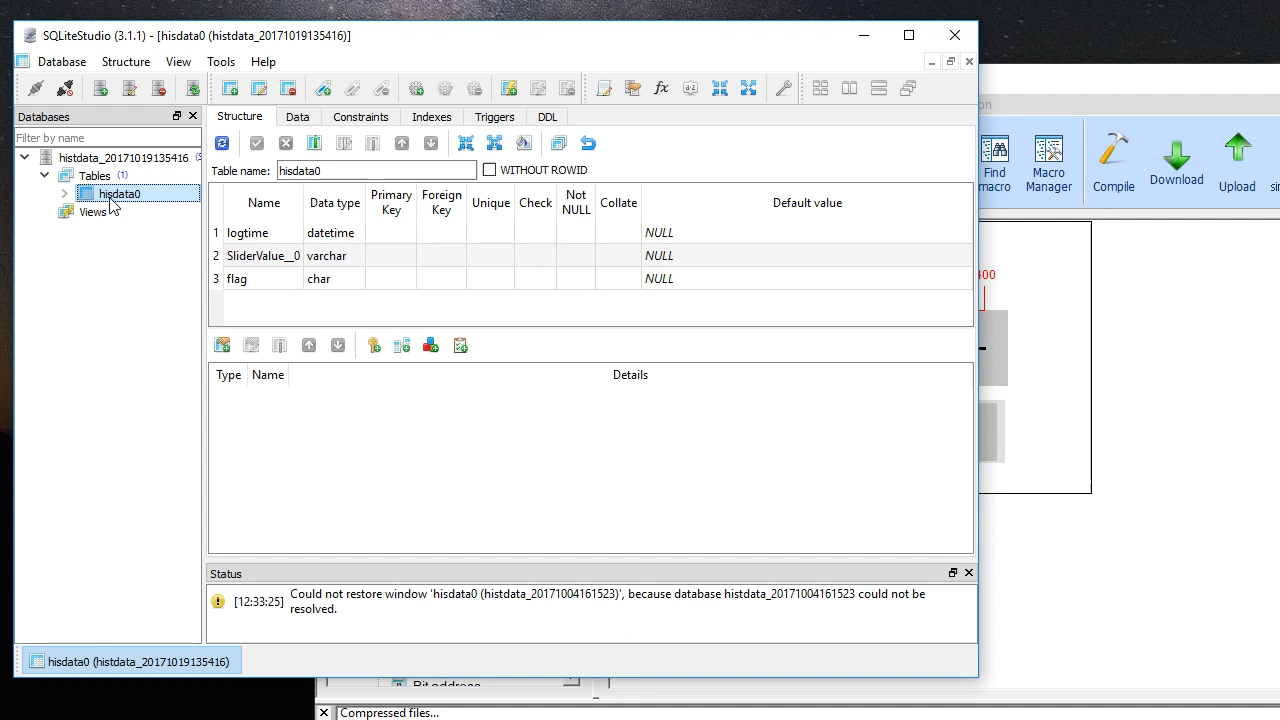 SQLiteStudio (3.1.1) - [hisdata0 (histdata_20171019135416)]
Database Structure View Tools Help
Databases
Filter by name
histdata_20171019135416
Tables (1)
hisdata0
Views
Structure Data Constraints Indexes Triggers DDL
Table name: hisdata0 WITHOUT ROWID
Name Data type Primary Key Foreign Key Unique Check Not NULL Collate Default value
1 logtime datetime NULL
2 SliderValue__0 varchar NULL
3 flag char NULL
Type Name Details
Status
[12:33:25] Could not restore window 'hisdata0 (histdata_20171004161523)', because database histdata_20171004161523 could not be
resolved.
hisdata0 (histdata_20171019135416)
Find macro
Macro Manager
Compile
Download
Upload
Compressed files...